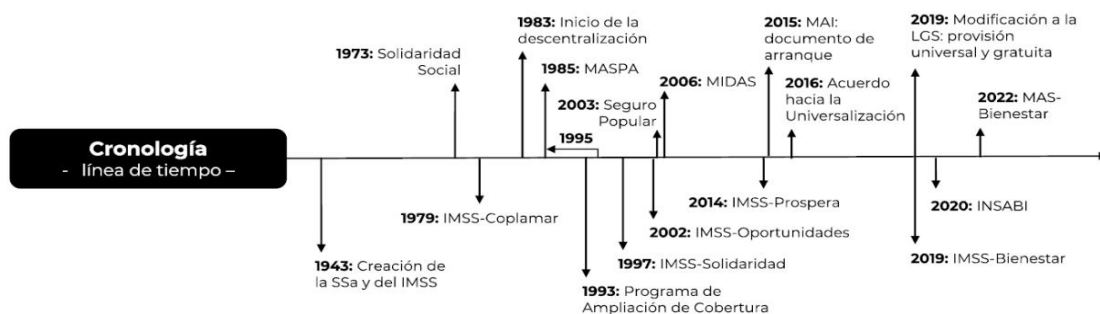 Cronología
- línea de tiempo –
1973: Solidaridad
Social
1983: Inicio de la
descentralización
1985: MASPA
1995
2003: Seguro
Popular
2006: MIDAS
2015: MAI:
documento de
arranque
2016: Acuerdo
hacia la
Universalización
2019: Modificación a la
LGS: provisión
universal y gratuita
2022: MAS-
Bienestar
1943: Creación de
la SSa y del IMSS
1979: IMSS-Coplamar
1993: Programa de
Ampliación de Cobertura
1997: IMSS-Solidaridad
2002: IMSS-Oportunidades
2014: IMSS-Prospera
2020: INSABI
2019: IMSS-Bienestar